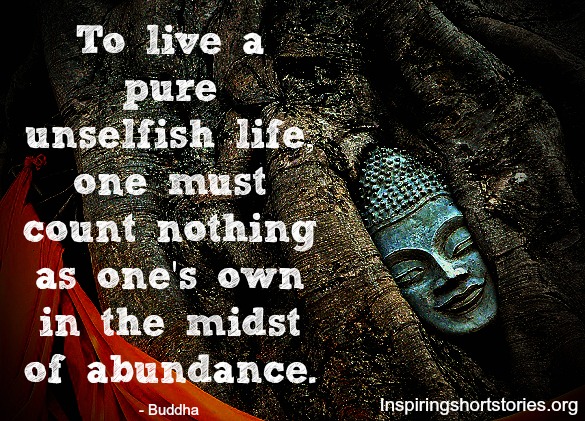 To live a
pure
unselfish life,
one must
count nothing
as one's own
in the midst
of abundance.
- Buddha
Inspiringshortstories.org